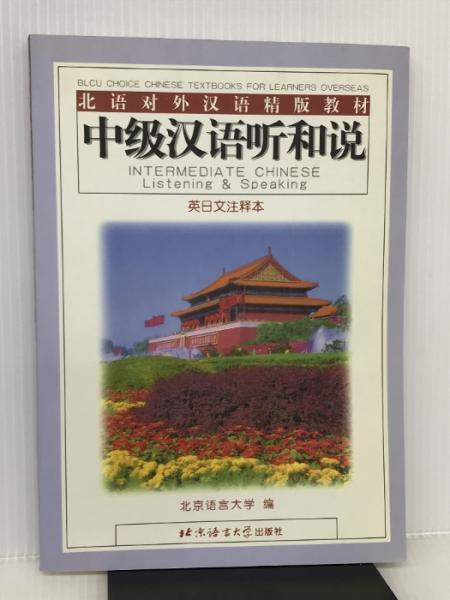 BLCU CHOICE CHINESE TEXTBOOKS FOR LEARNERS OVERSEAS
北语对外汉语精版教材
中级汉语听和说
INTERMEDIATE CHINESE
Listening & Speaking
英日文注释本
北京语言大学 编
北京语言大学出版社